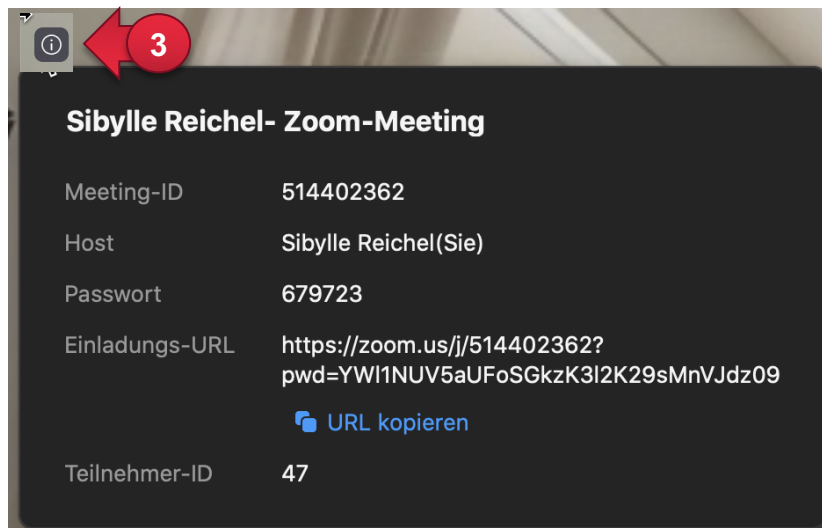 3
Sibylle Reichel- Zoom-Meeting
Meeting-ID 514402362
Host Sibylle Reichel(Sie)
Passwort 679723
Einladungs-URL https://zoom.us/j/514402362?
pwd=YWl1NUV5aUFoSGkzK3l2K29sMnVJdz09
URL kopieren
Teilnehmer-ID 47